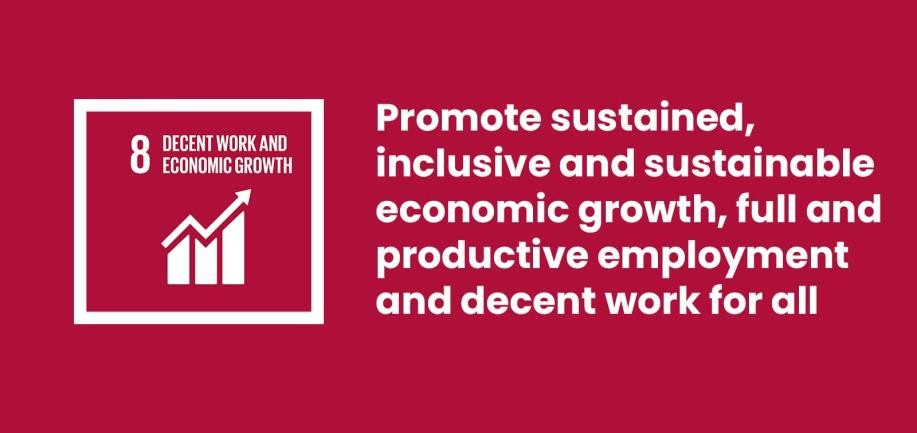 8 DECENT WORK AND
ECONOMIC GROWTH
Promote sustained,
inclusive and sustainable
economic growth, full and
productive employment
and decent work for all